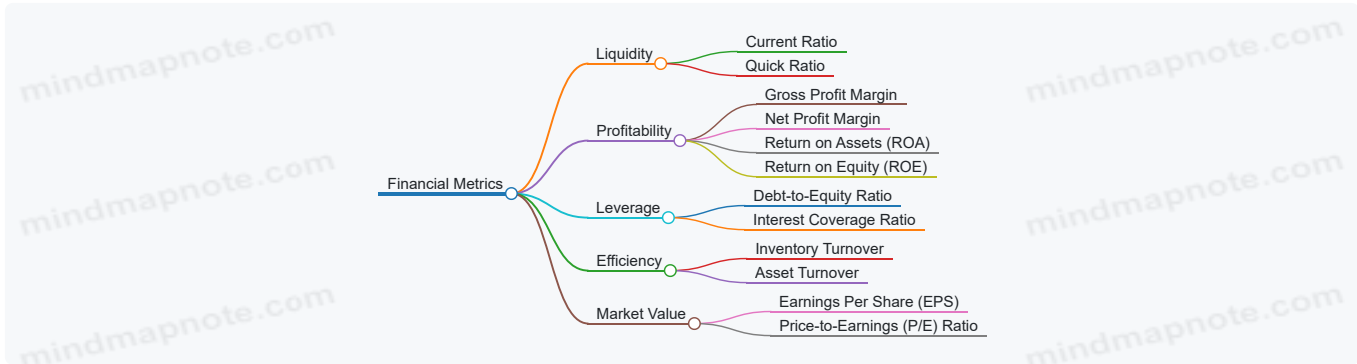 mindmapnote.com
mindmapnote.com
Financial Metrics
Liquidity
Current Ratio
Quick Ratio
Profitability
Gross Profit Margin
Net Profit Margin
Return on Assets (ROA)
Return on Equity (ROE)
Leverage
Debt-to-Equity Ratio
Interest Coverage Ratio
Efficiency
Inventory Turnover
Asset Turnover
Market Value
Earnings Per Share (EPS)
Price-to-Earnings (P/E) Ratio
mindmapnote.com
mindmapnote.com
mindmapnote.com
mindmapnote.com